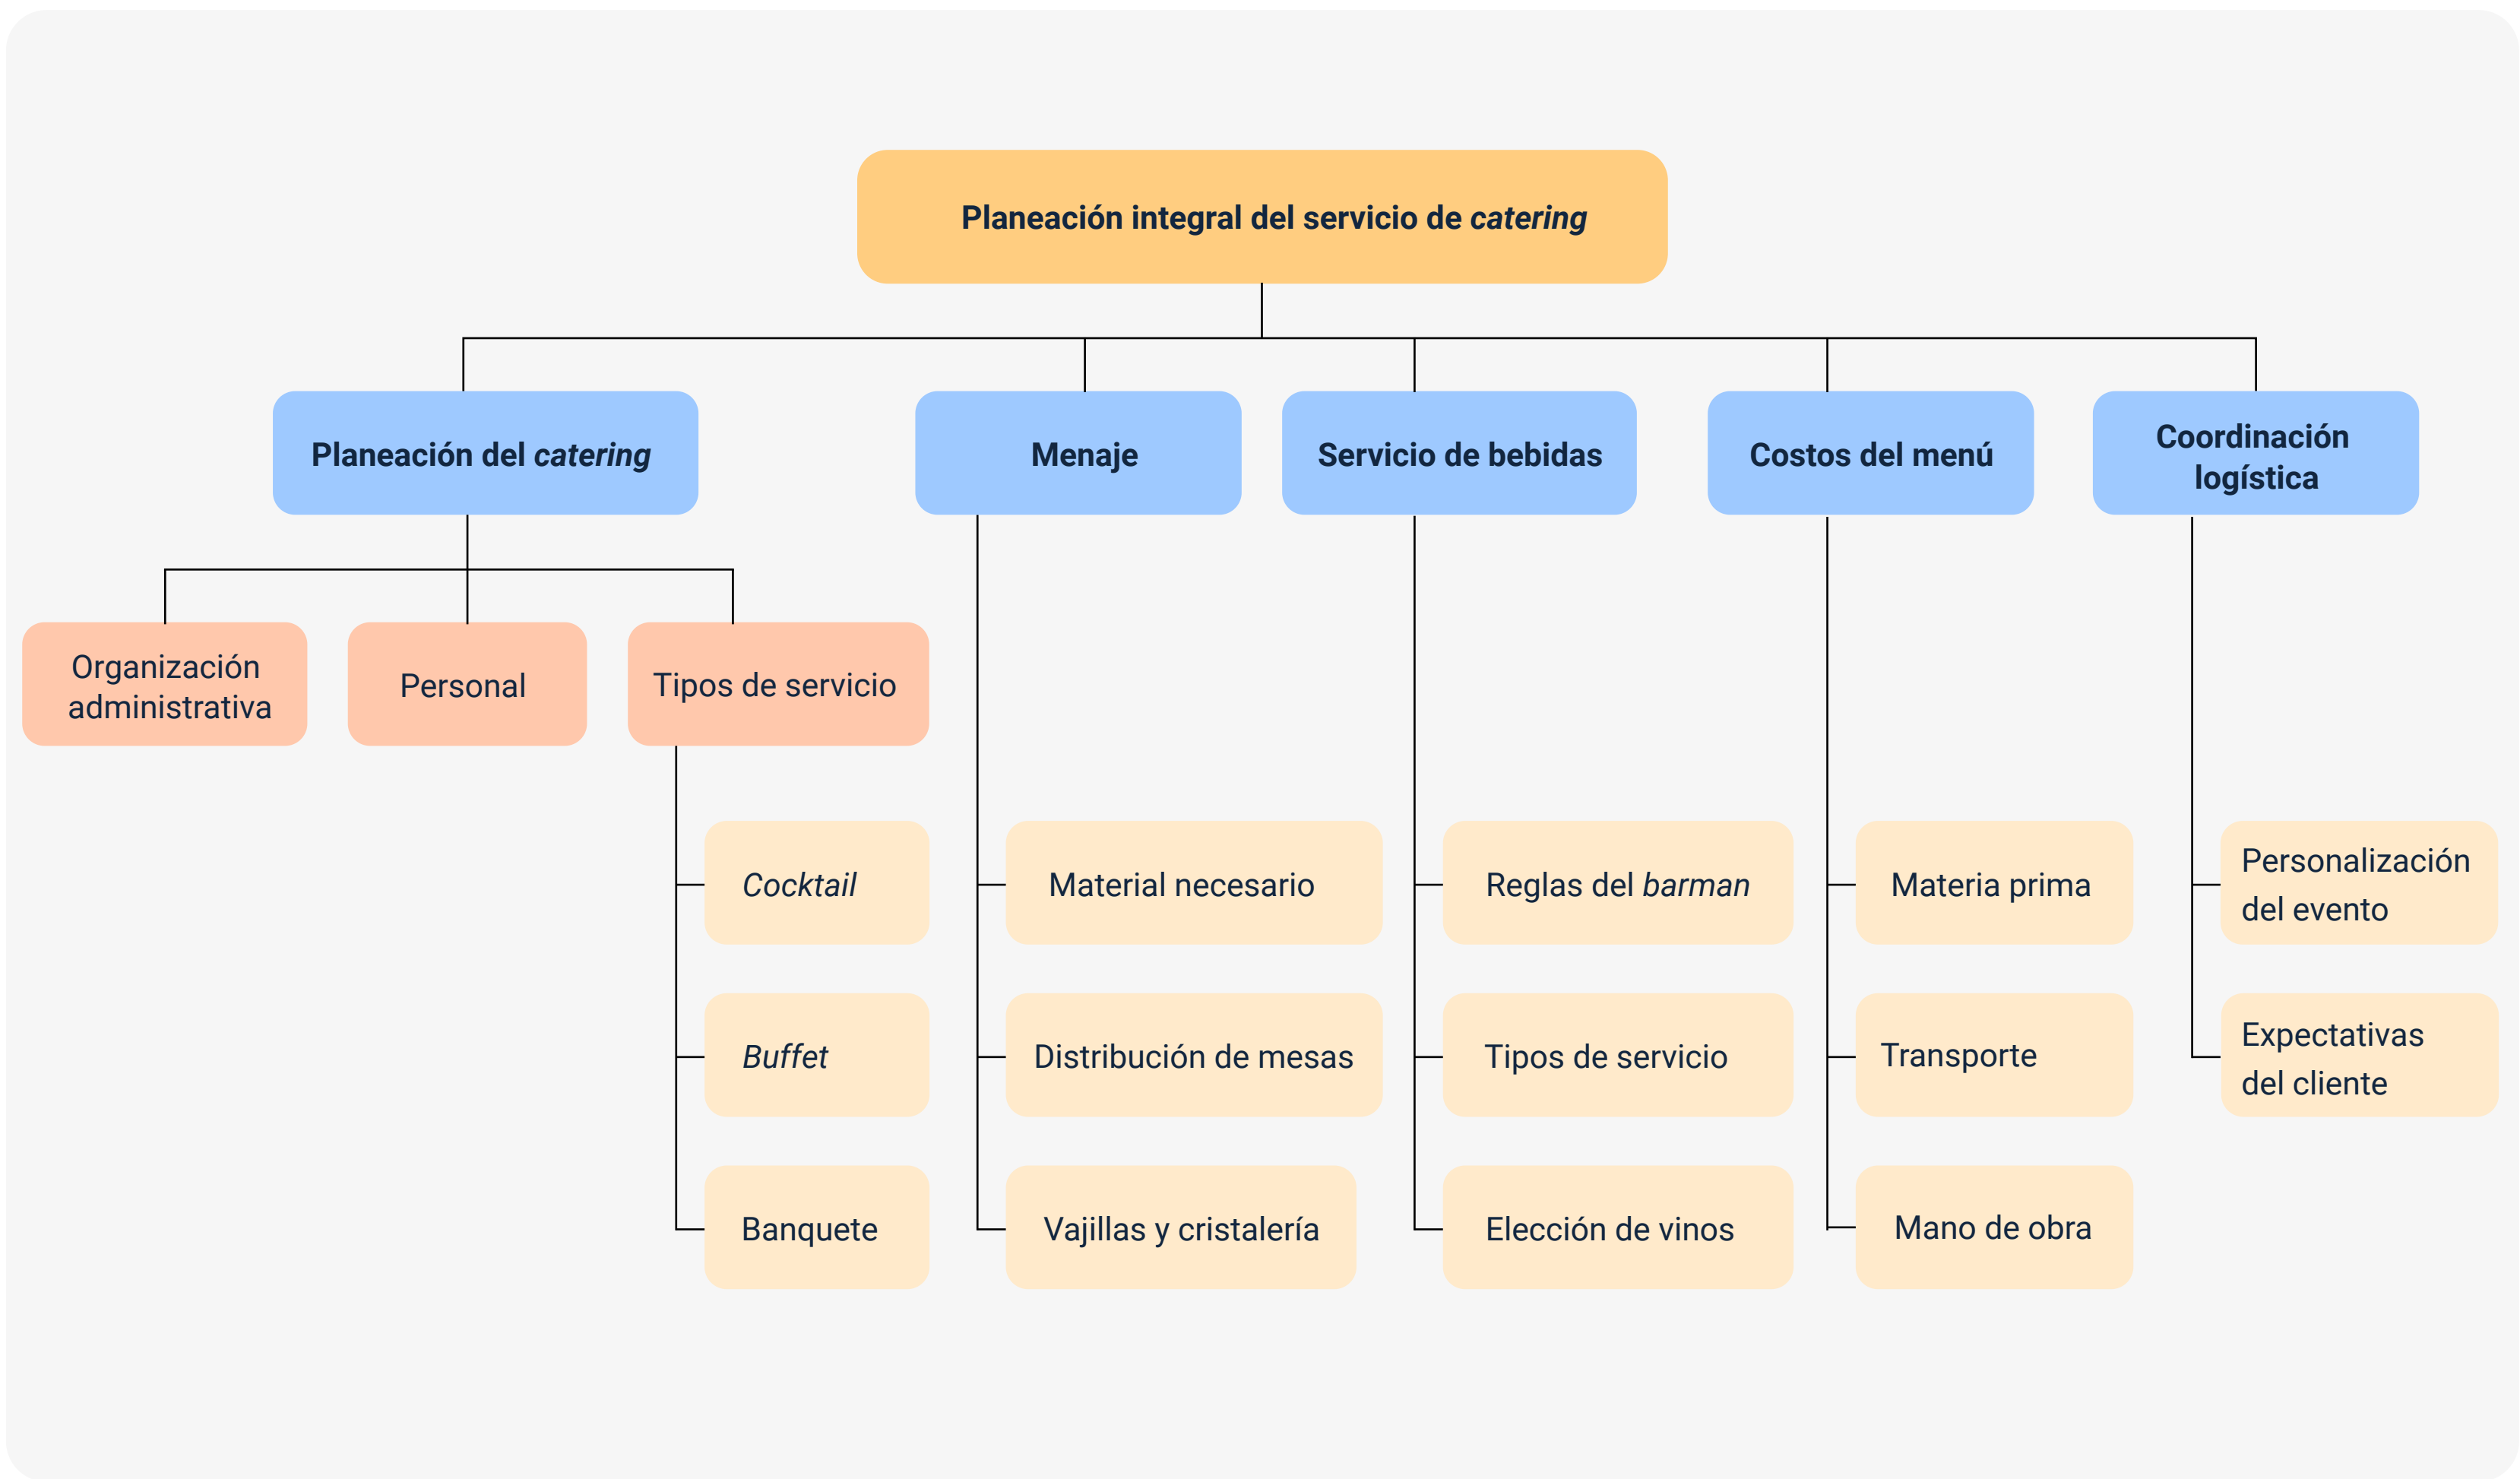 Planeación integral del servicio de catering
Planeación del catering
Menaje
Servicio de bebidas
Costos del menú
Coordinación
logística
Organización
administrativa
Personal
Tipos de servicio
Cocktail
Buffet
Banquete
Material necesario
Distribución de mesas
Vajillas y cristalería
Reglas del barman
Tipos de servicio
Elección de vinos
Materia prima
Transporte
Mano de obra
Personalización
del evento
Expectativas
del cliente